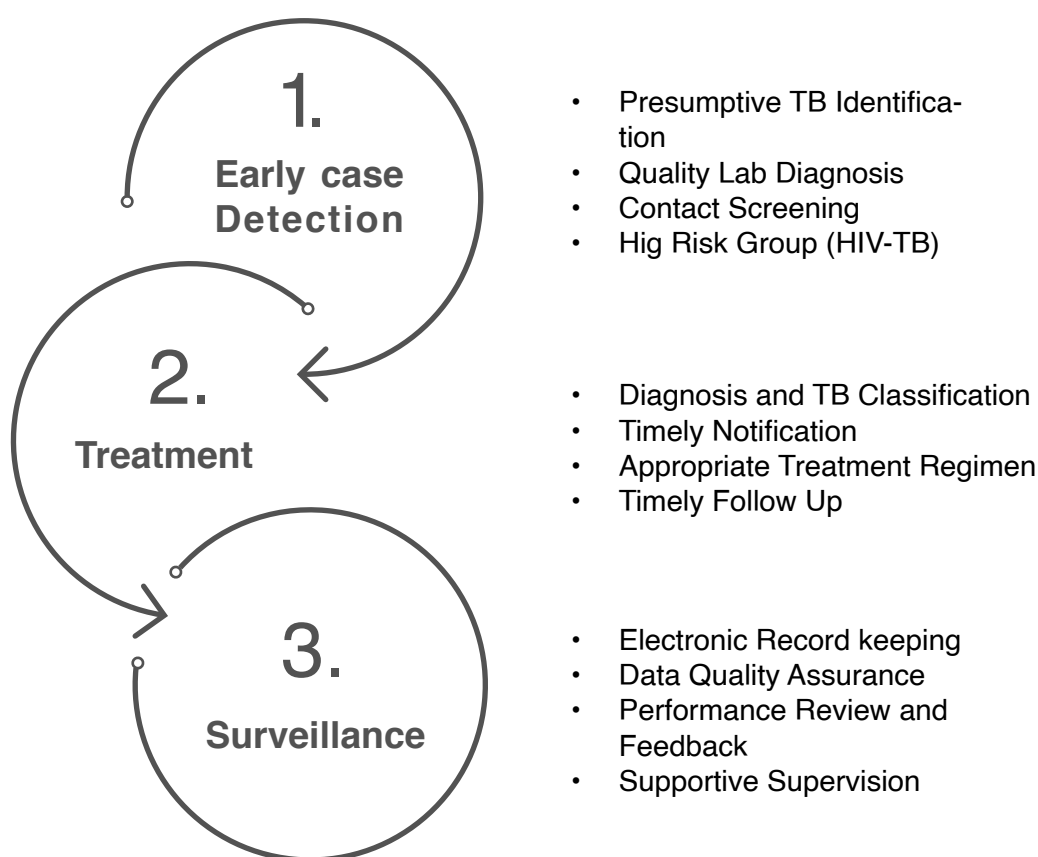 1.
Early case
Detection
• Presumptive TB Identifica-
tion
• Quality Lab Diagnosis
• Contact Screening
• Hig Risk Group (HIV-TB)
2.
Treatment
• Diagnosis and TB Classification
• Timely Notification
• Appropriate Treatment Regimen
• Timely Follow Up
3.
Surveillance
• Electronic Record keeping
• Data Quality Assurance
• Performance Review and
Feedback
• Supportive Supervision